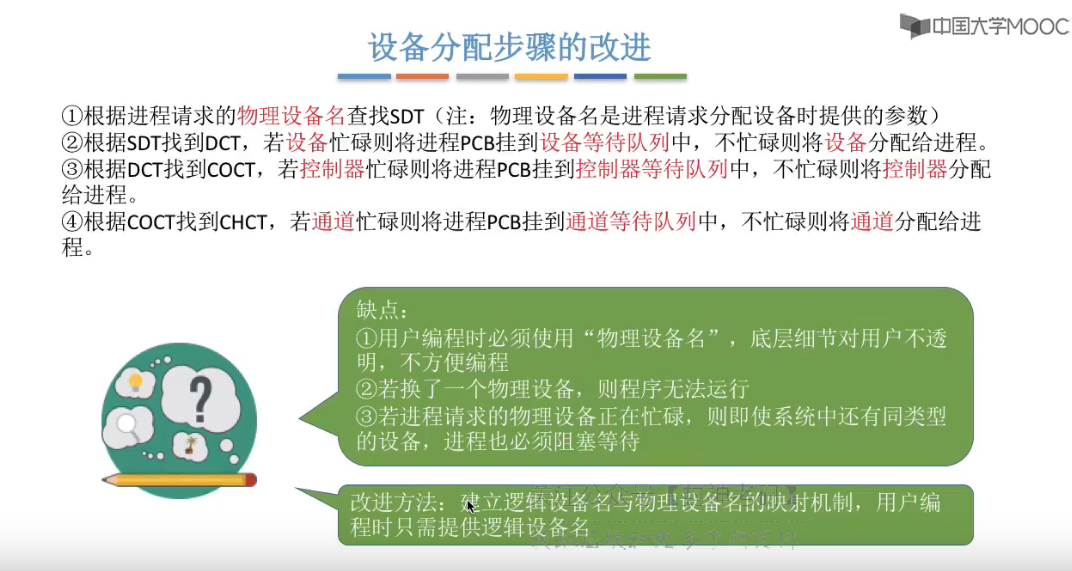 中国大学MOOC
设备分配步骤的改进
①根据进程请求的物理设备名查找SDT（注：物理设备名是进程请求分配设备时提供的参数）
②根据SDT找到DCT，若设备忙碌则将进程PCB挂到设备等待队列中，不忙碌则将设备分配给进程。
③根据DCT找到COCT，若控制器忙碌则将进程PCB挂到控制器等待队列中，不忙碌则将控制器分配
给进程。
④根据COCT找到CHCT，若通道忙碌则将进程PCB挂到通道等待队列中，不忙碌则将通道分配给进
程。
缺点：
①用户编程时必须使用“物理设备名”，底层细节对用户不透
明，不方便编程
②若换了一个物理设备，则程序无法运行
③若进程请求的物理设备正在忙碌，则即使系统中还有同类型
的设备，进程也必须阻塞等待
?
改进方法：建立逻辑设备名与物理设备名的映射机制，用户编
程时只需提供逻辑设备名